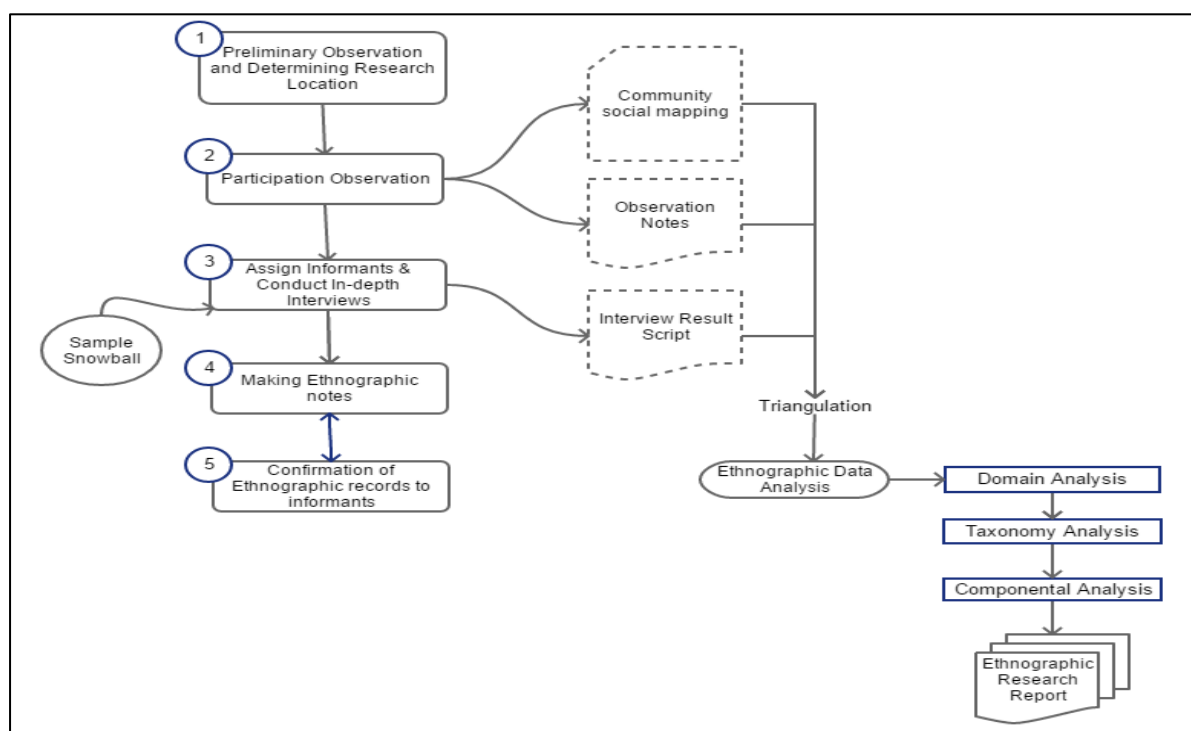 1
Preliminary Observation
and Determining Research
Location
2
Participation Observation
3
Assign Informants &
Conduct In-depth
Interviews
Sample
Snowball
4
Making Ethnographic
notes
5
Confirmation of
Ethnographic records to
informants
Community
social mapping
Observation
Notes
Interview Result
Script
Triangulation
Ethnographic Data
Analysis
Domain Analysis
Taxonomy Analysis
Componental Analysis
Ethnographic
Research
Report